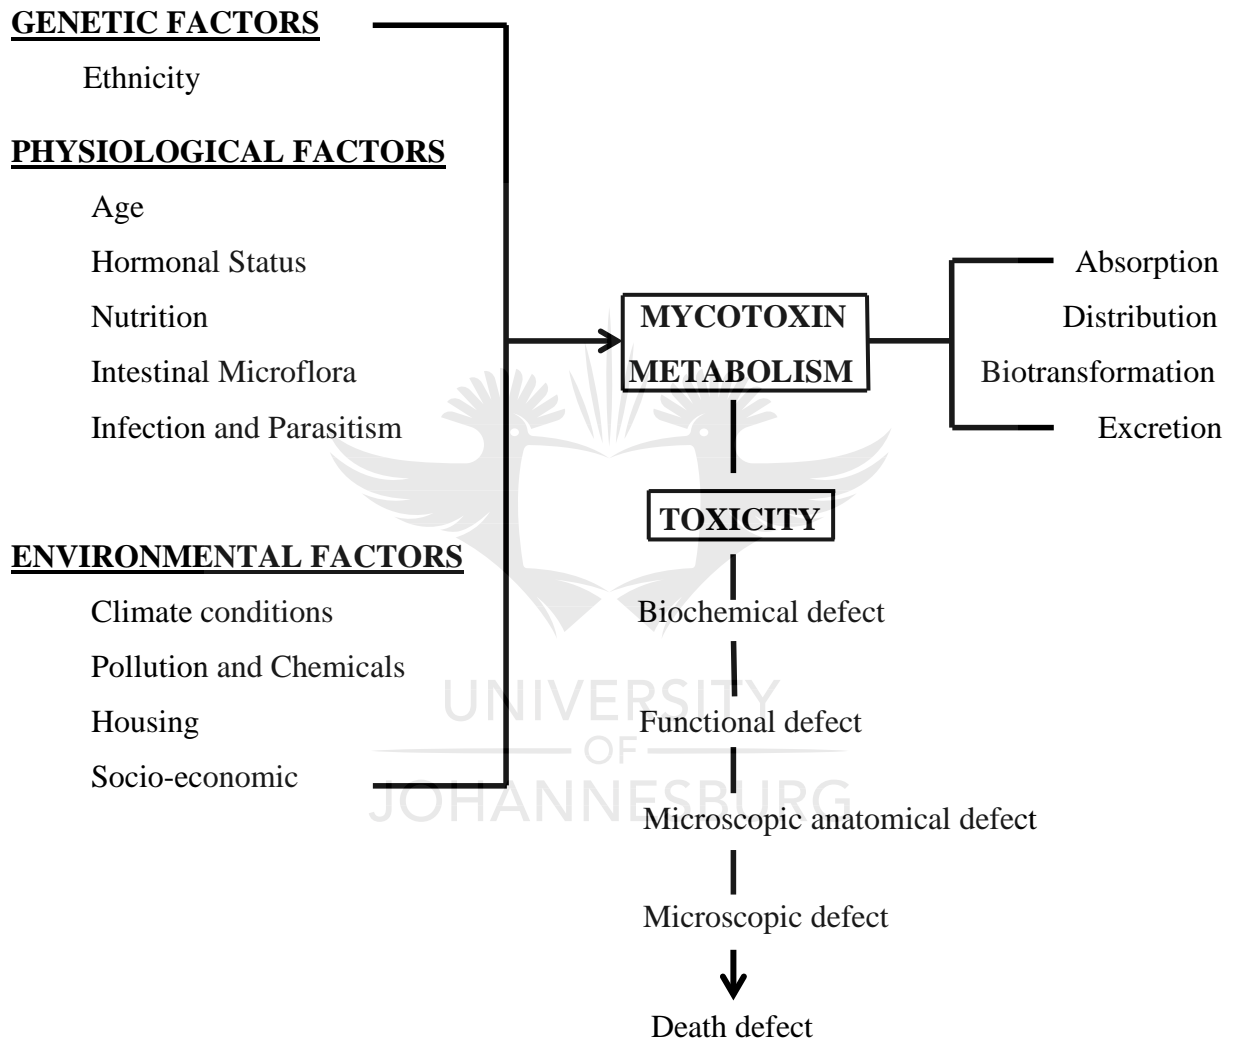 GENETIC FACTORS
Ethnicity
PHYSIOLOGICAL FACTORS
Age
Hormonal Status
Nutrition
Intestinal Microflora
Infection and Parasitism
ENVIRONMENTAL FACTORS
Climate conditions
Pollution and Chemicals
Housing
Socio-economic
MYCOTOXIN
METABOLISM
Absorption
Distribution
Biotransformation
Excretion
TOXICITY
Biochemical defect
Functional defect
Microscopic anatomical defect
Microscopic defect
Death defect
UNIVERSITY
OF
JOHANNESBURG